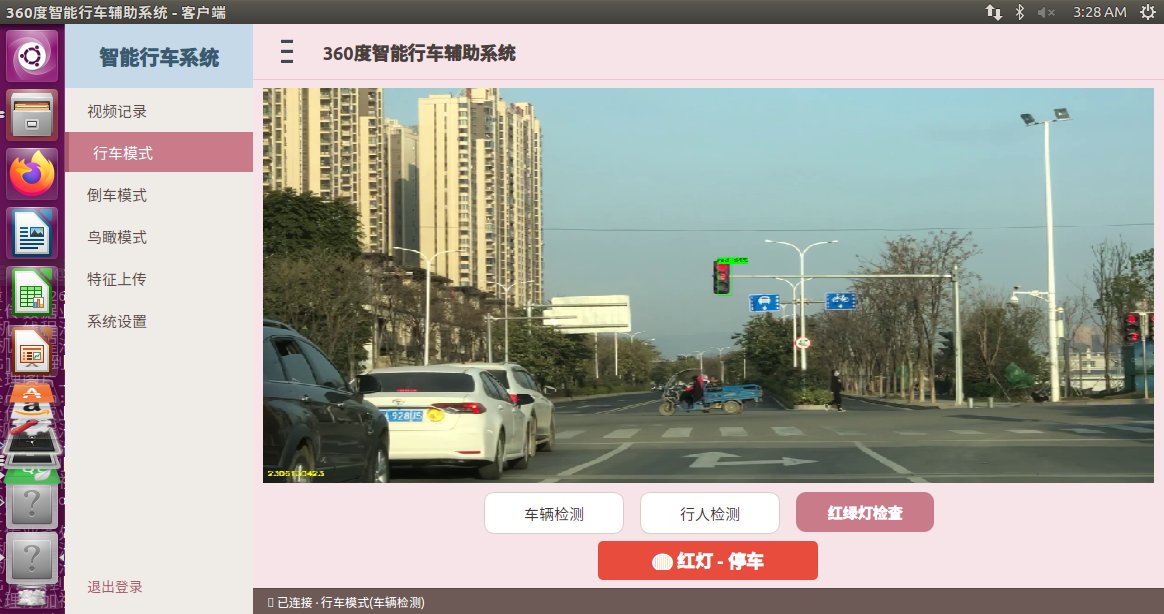 360度智能行车辅助系统 - 客户端
3:28 AM
智能行车系统
360度智能行车辅助系统
视频记录
行车模式
倒车模式
鸟瞰模式
特征上传
系统设置
退出登录
车辆检测
行人检测
红绿灯检查
红灯 - 停车
已连接 · 行车模式(车辆检测)